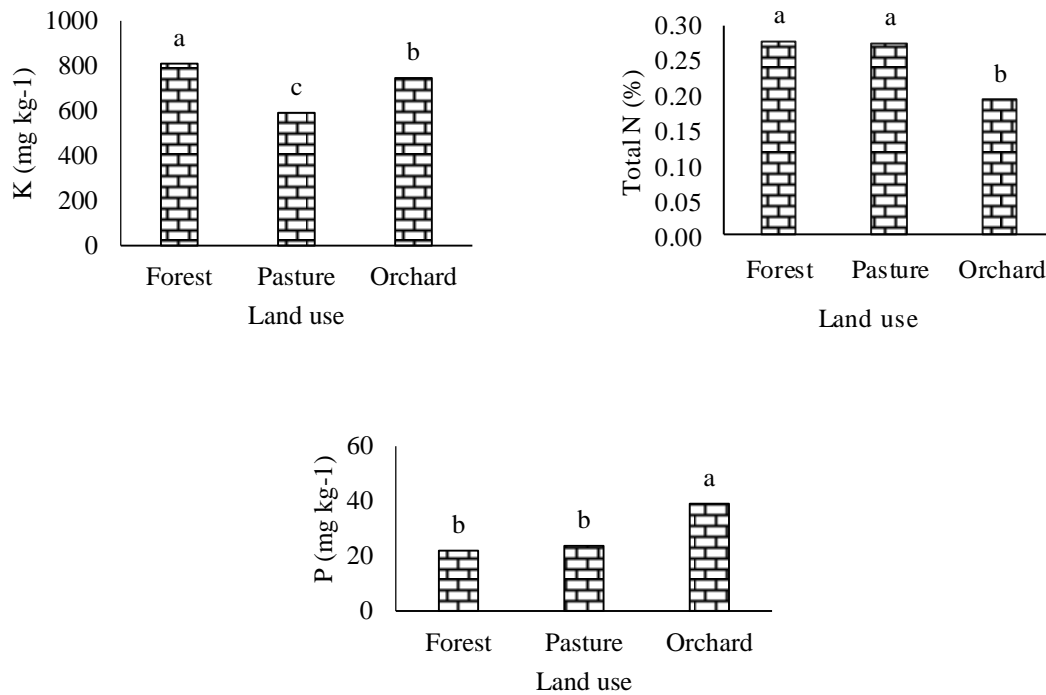 K (mg kg-1)
1000
800
600
400
200
0
a
c
b
Forest Pasture Orchard
Land use
Total N (%)
0.30
0.25
0.20
0.15
0.10
0.05
0.00
a
a
b
Forest Pasture Orchard
Land use
P (mg kg-1)
60
40
20
0
b
b
a
Forest Pasture Orchard
Land use